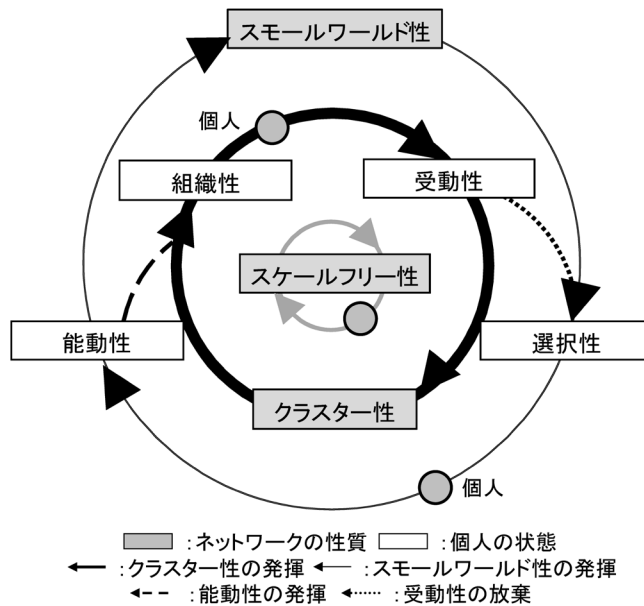 スモールワールド性
個人
組織性
受動性
スケールフリー性
能動性
選択性
クラスター性
個人
:ネットワークの性質 :個人の状態
:クラスター性の発揮 :スモールワールド性の発揮
:能動性の発揮 :受動性の放棄